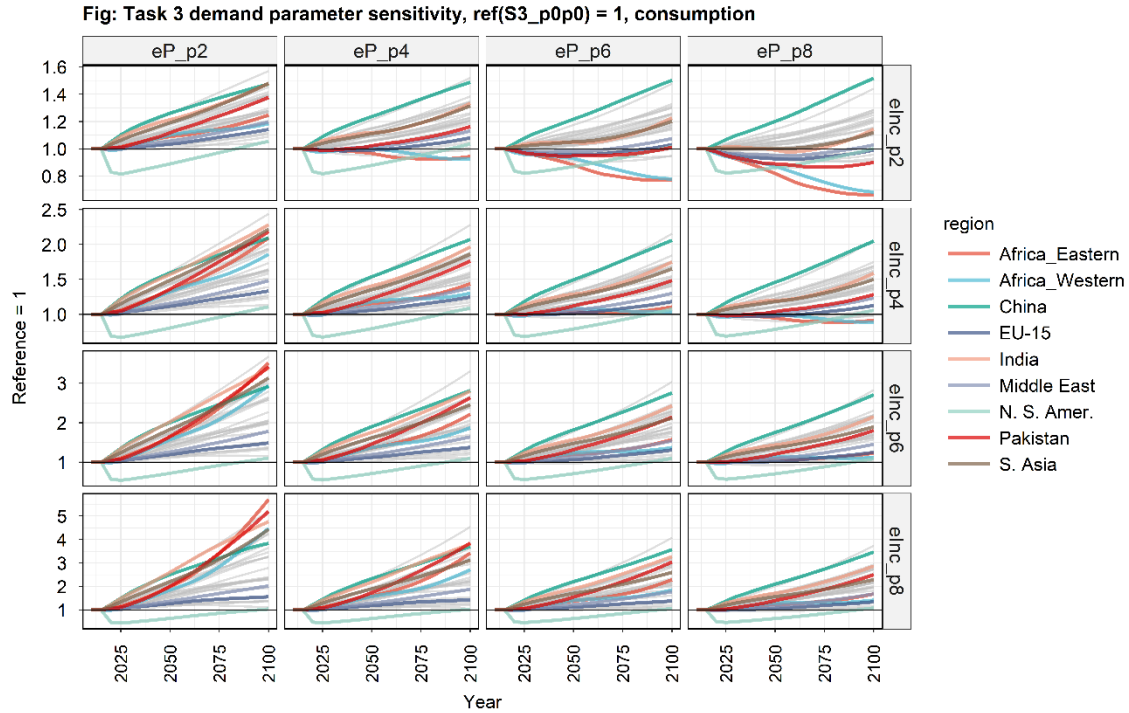 Fig: Task 3 demand parameter sensitivity, ref(S3_p0p0) = 1, consumption
eP_p2 eP_p4 eP_p6 eP_p8
1.6
1.4
1.2
1.0
0.8
eInc_p2
2.5
2.0
1.5
1.0
eInc_p4
3
2
1
eInc_p6
5
4
3
2
1
eInc_p8
Reference = 1
2025 2050 2075 2100 2025 2050 2075 2100 2025 2050 2075 2100 2025 2050 2075 2100
Year
region
Africa_Eastern
Africa_Western
China
EU-15
India
Middle East
N. S. Amer.
Pakistan
S. Asia